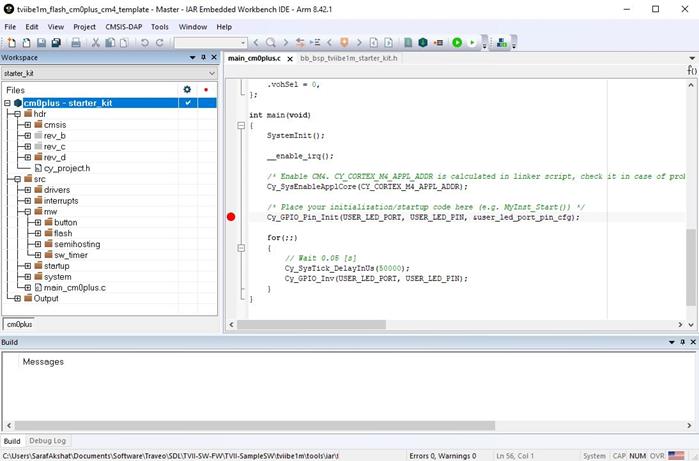 tviibe1m_flash_cm0plus_cm4_template - Master - IAR Embedded Workbench IDE - Arm 8.42.1
File Edit View Project CMSIS-DAP Tools Window Help
Workspace
starter_kit
Files
cm0plus - starter_kit
hdr
cmsis
rev_b
rev_c
rev_d
cy_project.h
src
drivers
interrupts
mw
button
flash
semihosting
sw_timer
startup
system
main_cm0plus.c
Output
cm0plus
main_cm0plus.c bb_bsp_tviibe1m_starter_kit.h
f()
.vohSel = 0,
};
int main(void)
{
SystemInit();
__enable_irq();
/* Enable CM4. CY_CORTEX_M4_APPL_ADDR is calculated in linker script, check it in case of prob
Cy_SysEnableApplCore(CY_CORTEX_M4_APPL_ADDR);
/* Place your initialization/startup code here (e.g. MyInst_Start()) */
Cy_GPIO_Pin_Init(USER_LED_PORT, USER_LED_PIN, &user_led_port_pin_cfg);
for(;;)
{
// Wait 0.05 [s]
Cy_SysTick_DelayInUs(50000);
Cy_GPIO_Inv(USER_LED_PORT, USER_LED_PIN);
}
}
Build
Messages
Build Debug Log
C:\Users\SarafAkshat\Documents\Software\Traveo\SDL\TVII-SW-FW\TVII-SampleSW\tviibe1m\tools\iar\f
Errors 0, Warnings 0 Ln 56, Col 1 System CAP NUM OVR